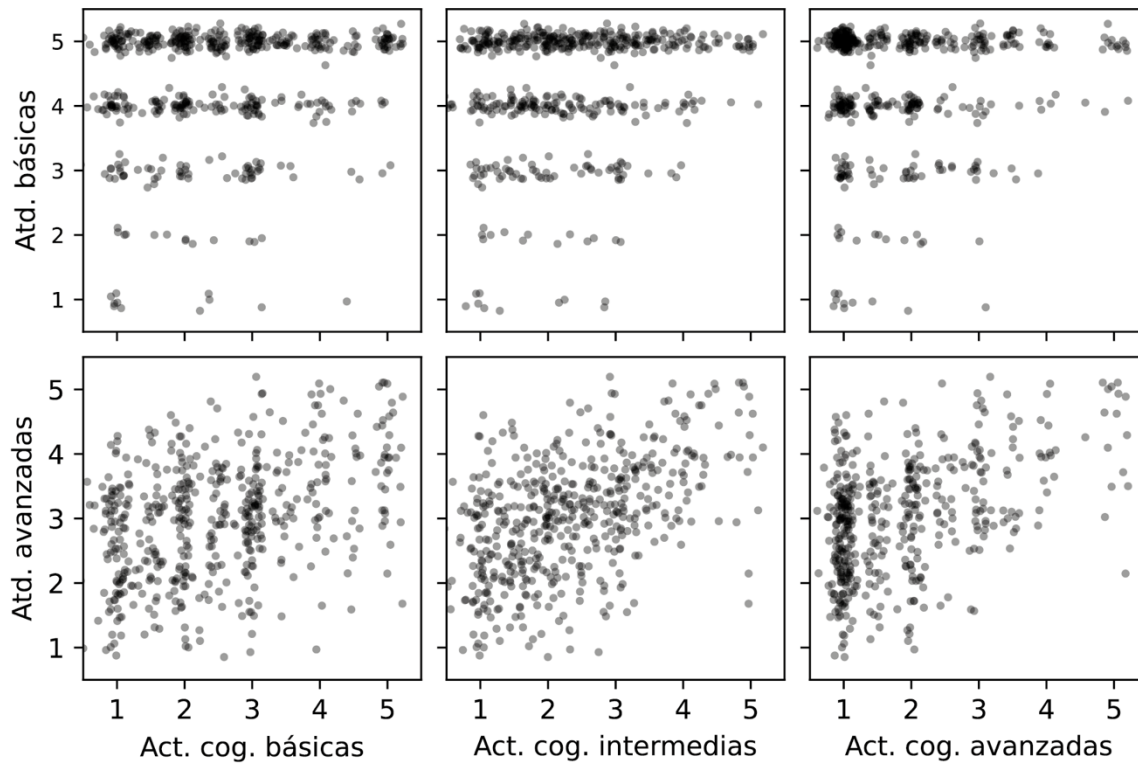 5
4
3
2
1
Atd. básicas
5
4
3
2
1
Atd. avanzadas
1 2 3 4 5
1 2 3 4 5
1 2 3 4 5
Act. cog. básicas
Act. cog. intermedias
Act. cog. avanzadas